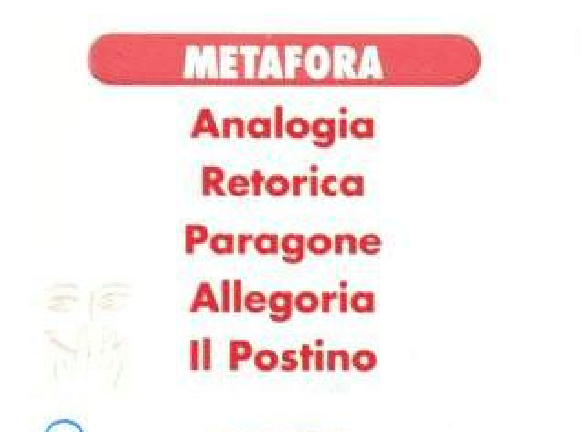 METAFORA
Analogia
Retorica
Paragone
Allegoria
Il Postino